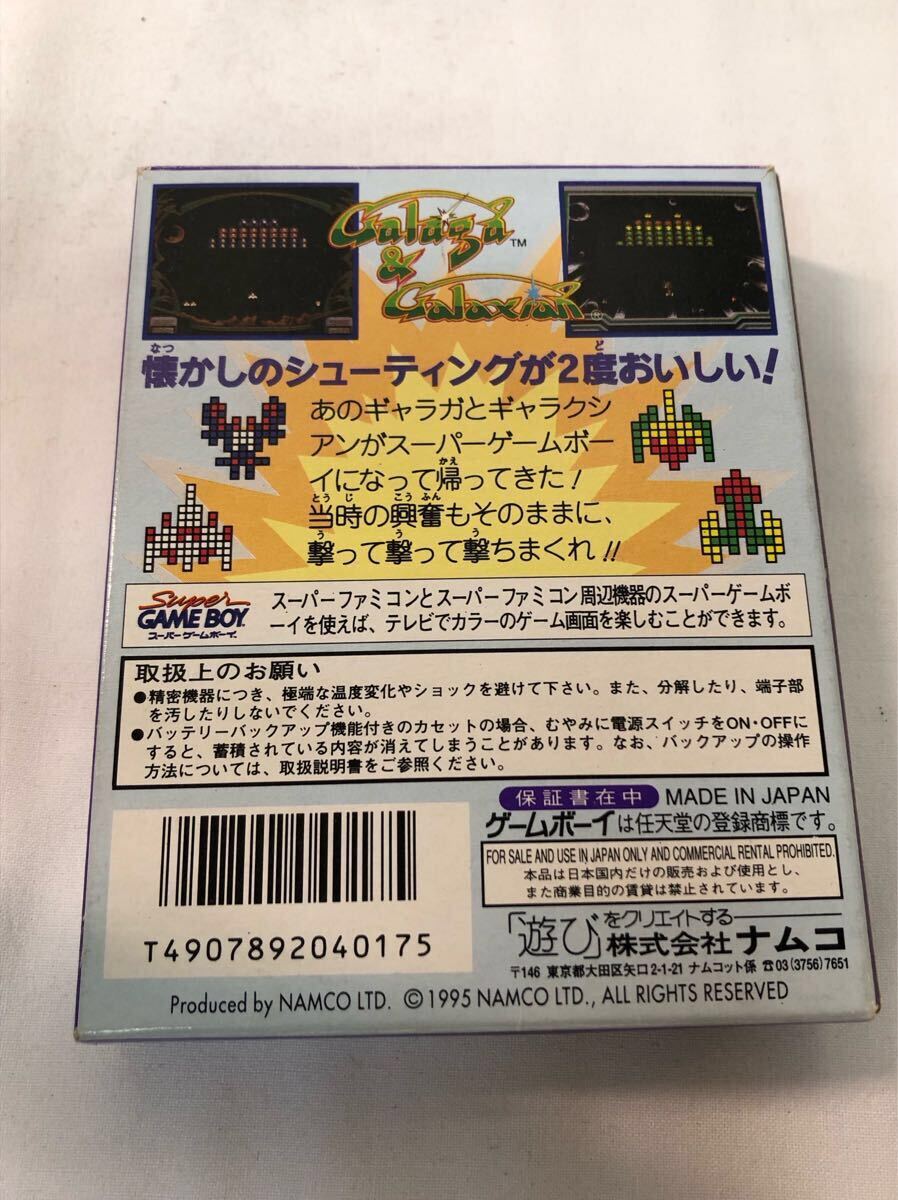 Galaga™
&
Galaxian®
なつ ど
懐かしのシューティングが2度おいしい!
あのギャラガとギャラクシ
アンがスーパーゲームボー
かえ
イになって帰ってきた!
とうじ こうふん
当時の興奮もそのままに、
う う う
撃って撃って撃ちまくれ!!
Super
GAME BOY
スーパーゲームボーイ
スーパーファミコンとスーパーファミコン周辺機器のスーパーゲームボ
ーイを使えば、テレビでカラーのゲーム画面を楽しむことができます。
取扱上のお願い
●精密機器につき、極端な温度変化やショックを避けて下さい。また、分解したり、端子部
を汚したりしないでください。
●バッテリーバックアップ機能付きのカセットの場合、むやみに電源スイッチをON・OFFに
すると、蓄積されている内容が消えてしまうことがあります。なお、バックアップの操作
方法については、取扱説明書をご参照ください。
保証書在中 MADE IN JAPAN
ゲームボーイは任天堂の登録商標です。
FOR SALE AND USE IN JAPAN ONLY AND COMMERCIAL RENTAL PROHIBITED.
本品は日本国内だけの販売および使用とし、
また商業目的の賃貸は禁止されています。
T4907892040175
「遊び」をクリエイトする
株式会社ナムコ
〒146 東京都大田区矢口2-1-21 ナムコット係 ☎03(3756)7651
Produced by NAMCO LTD. ©1995 NAMCO LTD., ALL RIGHTS RESERVED